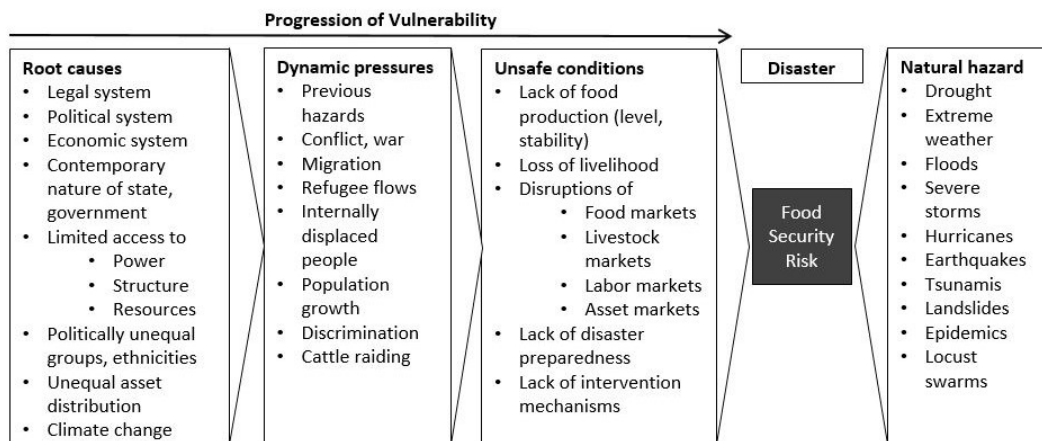 Progression of Vulnerability
Root causes
• Legal system
• Political system
• Economic system
• Contemporary
nature of state,
government
• Limited access to
• Power
• Structure
• Resources
• Politically unequal
groups, ethnicities
• Unequal asset
distribution
• Climate change
Dynamic pressures
• Previous
hazards
• Conflict, war
• Migration
• Refugee flows
• Internally
displaced
people
• Population
growth
• Discrimination
• Cattle raiding
Unsafe conditions
• Lack of food
production (level,
stability)
• Loss of livelihood
• Disruptions of
• Food markets
• Livestock
markets
• Labor markets
• Asset markets
• Lack of disaster
preparedness
• Lack of intervention
mechanisms
Disaster
Food
Security
Risk
Natural hazard
• Drought
• Extreme
weather
• Floods
• Severe
storms
• Hurricanes
• Earthquakes
• Tsunamis
• Landslides
• Epidemics
• Locust
swarms